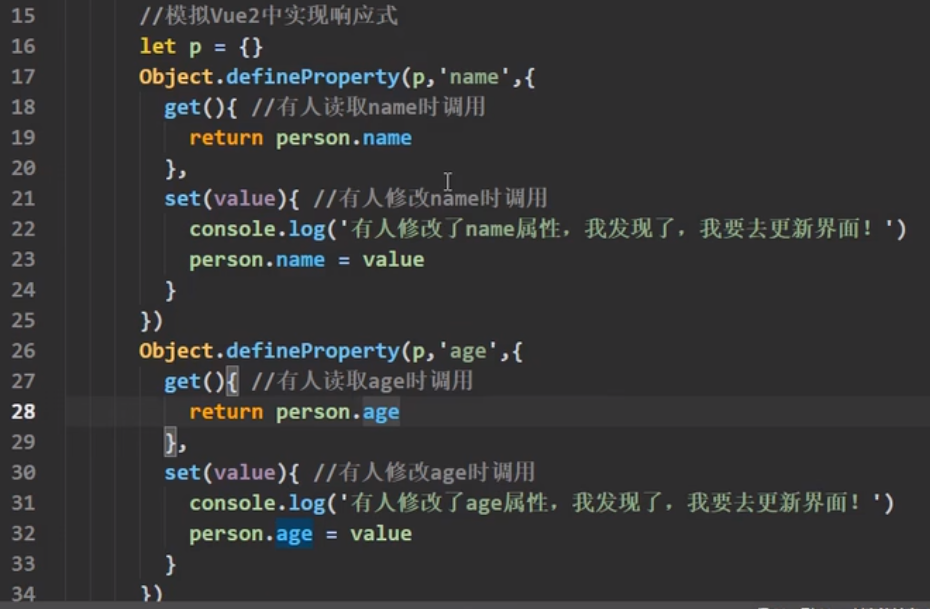 15 //模拟Vue2中实现响应式
16 let p = {}
17 Object.defineProperty(p,'name',{
18 get(){ //有人读取name时调用
19 return person.name
20 },
21 set(value){ //有人修改name时调用
22 console.log('有人修改了name属性，我发现了，我要去更新界面！')
23 person.name = value
24 }
25 })
26 Object.defineProperty(p,'age',{
27 get(){ //有人读取age时调用
28 return person.age
29 },
30 set(value){ //有人修改age时调用
31 console.log('有人修改了age属性，我发现了，我要去更新界面！')
32 person.age = value
33 }
34 })